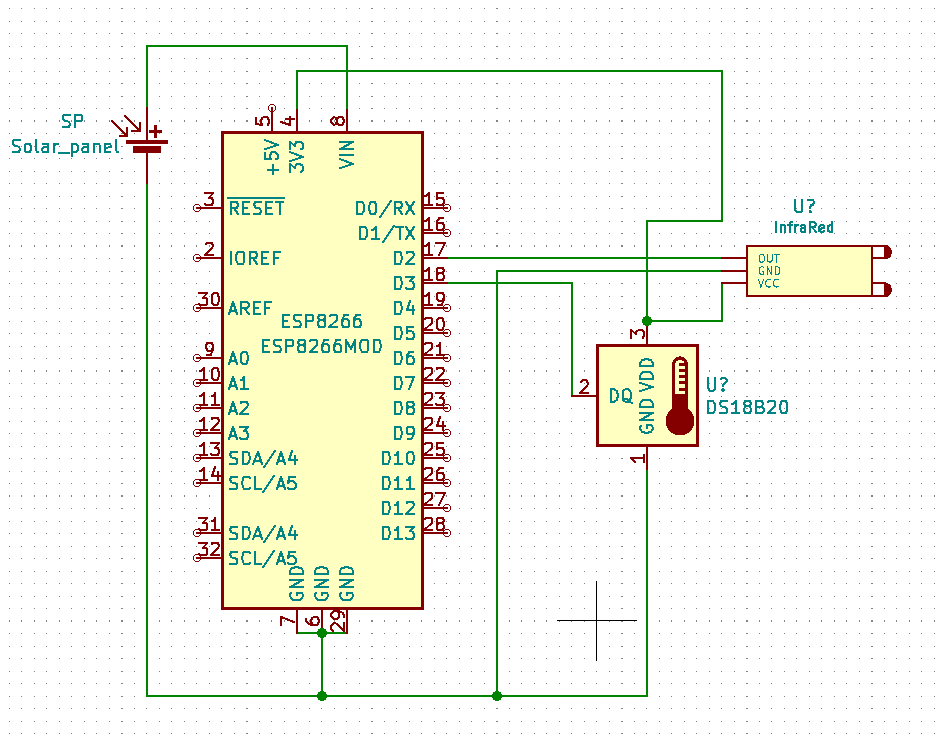 SP
Solar_panel
+
5
4
8
+5V
3V3
VIN
3
RESET
2
IOREF
30
AREF
ESP8266
ESP8266MOD
9
A0
10
A1
11
A2
12
A3
13
SDA/A4
14
SCL/A5
31
SDA/A4
32
SCL/A5
D0/RX
15
D1/TX
16
D2
17
D3
18
D4
19
D5
20
D6
21
D7
22
D8
23
D9
24
D10
25
D11
26
D12
27
D13
28
GND
GND
GND
7
6
29
U?
InfraRed
OUT
GND
VCC
3
2
DQ
VDD
GND
1
U?
DS18B20